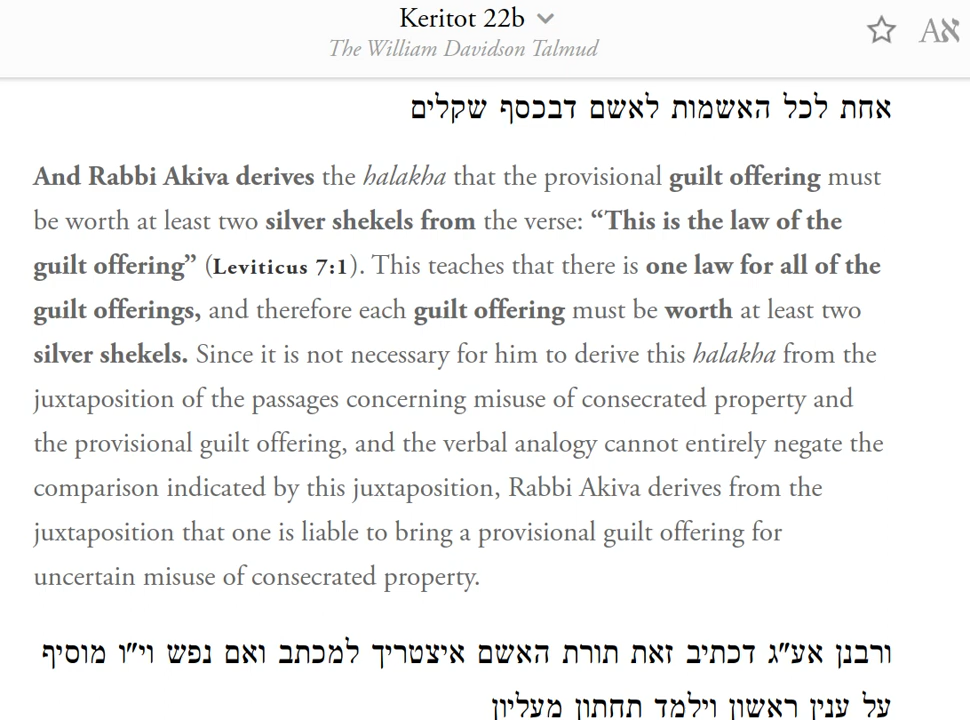 Keritot 22b
The William Davidson Talmud
Aא
אחת לכל האשמות לאשם דבכסף שקלים
And Rabbi Akiva derives the halakha that the provisional guilt offering must
be worth at least two silver shekels from the verse: “This is the law of the
guilt offering” (Leviticus 7:1). This teaches that there is one law for all of the
guilt offerings, and therefore each guilt offering must be worth at least two
silver shekels. Since it is not necessary for him to derive this halakha from the
juxtaposition of the passages concerning misuse of consecrated property and
the provisional guilt offering, and the verbal analogy cannot entirely negate the
comparison indicated by this juxtaposition, Rabbi Akiva derives from the
juxtaposition that one is liable to bring a provisional guilt offering for
uncertain misuse of consecrated property.
ורבנן אע"ג דכתיב זאת תורת האשם איצטריך למכתב ואם נפש וי"ו מוסיף
על ענין ראשון וילמד תחתון מעליון